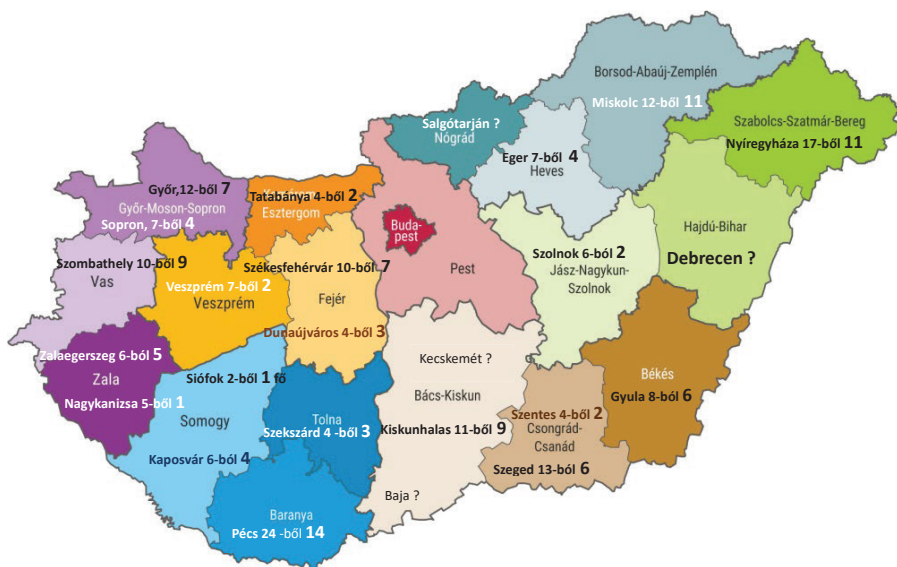 Borsod-Abaúj-Zemplén
Miskolc 12-ből 11
Szabolcs-Szatmár-Bereg
Nyíregyháza 17-ből 11
Salgótarján ?
Nógrád
Eger 7-ből 4
Heves
Győr,12-ből 7
Győr-Moson-Sopron
Sopron, 7-ből 4
Tatabánya 4-ből 2
Esztergom
Buda-
pest
Pest
Hajdú-Bihar
Debrecen ?
Szolnok 6-ból 2
Jász-Nagykun-
Szolnok
Szombathely 10-ből 9
Vas
Veszprém 7-ből 2
Veszprém
Székesfehérvár 10-ből 7
Fejér
Dunaújváros 4-ből 3
Zalaegerszeg 6-ból 5
Zala
Nagykanizsa 5-ből 1
Siófok 2-ből 1 fő
Somogy
Kaposvár 6-ból 4
Tolna
Szekszárd 4 -ből 3
Kecskemét ?
Bács-Kiskun
Kiskunhalas 11-ből 9
Baja ?
Szentes 4-ből 2
Csongrád-
Csanád
Szeged 13-ból 6
Békés
Gyula 8-ból 6
Baranya
Pécs 24 -ből 14